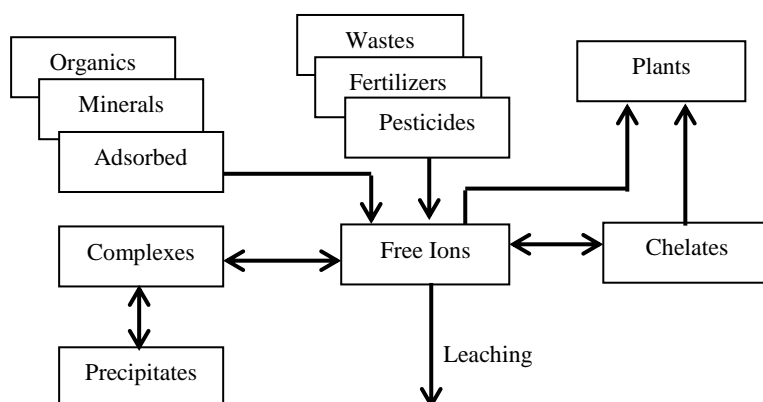 Organics
Minerals
Adsorbed
Wastes
Fertilizers
Pesticides
Plants
Complexes
Free Ions
Chelates
Precipitates
Leaching